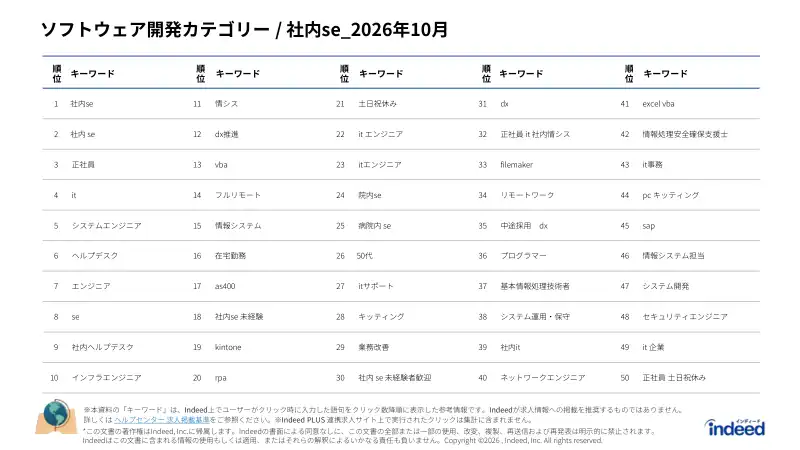 ソフトウェア開発カテゴリー / 社内se_2026年10月
順位 キーワード 順位 キーワード 順位 キーワード 順位 キーワード 順位 キーワード
1 社内se 11 情シス 21 土日祝休み 31 dx 41 excel vba
2 社内 se 12 dx推進 22 it エンジニア 32 正社員 it 社内情シス 42 情報処理安全確保支援士
3 正社員 13 vba 23 itエンジニア 33 filemaker 43 it事務
4 it 14 フルリモート 24 院内se 34 リモートワーク 44 pc キッティング
5 システムエンジニア 15 情報システム 25 病院内 se 35 中途採用　dx 45 sap
6 ヘルプデスク 16 在宅勤務 26 50代 36 プログラマー 46 情報システム担当
7 エンジニア 17 as400 27 itサポート 37 基本情報処理技術者 47 システム開発
8 se 18 社内se 未経験 28 キッティング 38 システム運用・保守 48 セキュリティエンジニア
9 社内ヘルプデスク 19 kintone 29 業務改善 39 社内it 49 it 企業
10 インフラエンジニア 20 rpa 30 社内 se 未経験者歓迎 40 ネットワークエンジニア 50 正社員 土日祝休み
※本資料の「キーワード」は、Indeed上でユーザーがクリック時に入力した語句をクリック数降順に表示した参考情報です。Indeedが求人情報への掲載を推奨するものではありません。
詳しくは ヘルプセンター 求人掲載基準をご参照ください。※Indeed PLUS 連携求人サイト上で実行されたクリックは集計に含まれません。
*この文書の著作権はIndeed, Inc.に帰属します。Indeedの書面による同意なしに、この文書の全部または一部の使用、改変、複製、再送信および再発表は明示的に禁止されます。
Indeedはこの文書に含まれる情報の使用もしくは適用、またはそれらの解釈によりいかなる責任も負いません。Copyright ©2026 , Indeed, Inc. All rights reserved.
インディード
indeed